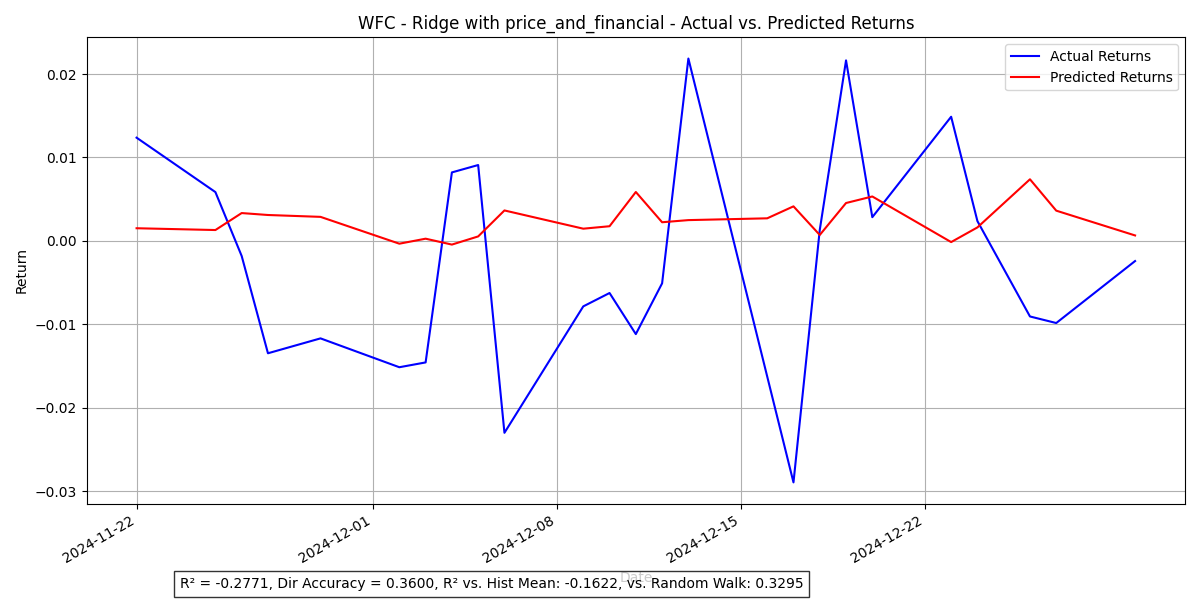 WFC - Ridge with price_and_financial - Actual vs. Predicted Returns
Actual Returns
Predicted Returns
Return
0.02
0.01
0.00
−0.01
−0.02
−0.03
2024-11-22
2024-12-01
2024-12-08
2024-12-15
2024-12-22
Date
R² = -0.2771, Dir Accuracy = 0.3600, R² vs. Hist Mean: -0.1622, vs. Random Walk: 0.3295